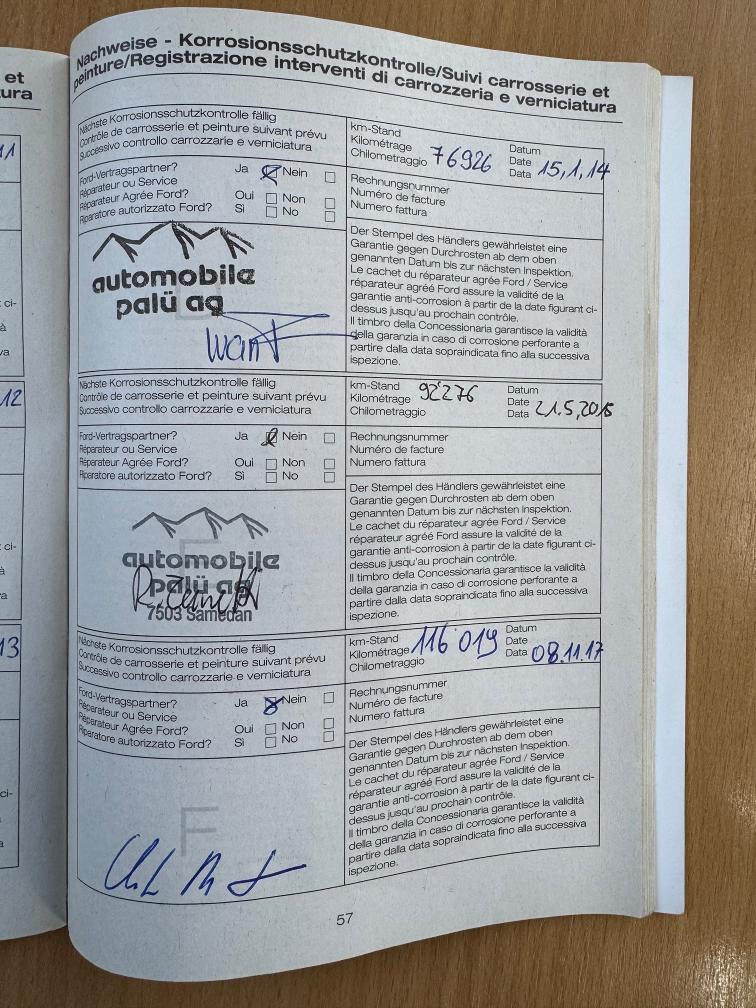 Nachweise - Korrosionsschutzkontrolle/Suivi carrosserie et
peinture/Registrazione interventi di carrozzeria e verniciatura
et
ura
11
ci-
à
va
12
ci-
à
a
13
ci-
a
Nächste Korrosionsschutzkontrolle fällig
Contrôle de carrosserie et peinture suivant prévu
Successivo controllo carrozzarie e verniciatura
km-Stand
Kilométrage
Chilometraggio
76926
Datum
Date
Data
15,1,14
Ford-Vertragspartner? Ja Nein
Réparateur ou Service
Réparateur Agrée Ford? Oui Non
Riparatore autorizzato Ford? Sì No
Rechnungsnummer
Numéro de facture
Numero fattura
automobile
palü ag
Der Stempel des Händlers gewährleistet eine
Garantie gegen Durchrosten ab dem oben
genannten Datum bis zur nächsten Inspektion.
Le cachet du réparateur agrée Ford / Service
réparateur agréé Ford assure la validité de la
garantie anti-corrosion à partir de la date figurant ci-
dessus jusqu'au prochain contrôle.
Il timbro della Concessionaria garantisce la validità
della garanzia in caso di corrosione perforante a
partire dalla data sopraindicata fino alla successiva
ispezione.
Nächste Korrosionsschutzkontrolle fällig
Contrôle de carrosserie et peinture suivant prévu
Successivo controllo carrozzarie e verniciatura
km-Stand
Kilométrage
Chilometraggio
92'276
Datum
Date
Data
21.5,2015
Ford-Vertragspartner? Ja Nein
Réparateur ou Service
Réparateur Agrée Ford? Oui Non
Riparatore autorizzato Ford? Sì No
Rechnungsnummer
Numéro de facture
Numero fattura
automobile
palü ag
7503 Samedan
Der Stempel des Händlers gewährleistet eine
Garantie gegen Durchrosten ab dem oben
genannten Datum bis zur nächsten Inspektion.
Le cachet du réparateur agrée Ford / Service
réparateur agréé Ford assure la validité de la
garantie anti-corrosion à partir de la date figurant ci-
dessus jusqu'au prochain contrôle.
Il timbro della Concessionaria garantisce la validità
della garanzia in caso di corrosione perforante a
partire dalla data sopraindicata fino alla successiva
ispezione.
Nächste Korrosionsschutzkontrolle fällig
Contrôle de carrosserie et peinture suivant prévu
Successivo controllo carrozzarie e verniciatura
km-Stand
Kilométrage
Chilometraggio
116 019
Datum
Date
Data
08.11.17
Ford-Vertragspartner? Ja Nein
Réparateur ou Service
Réparateur Agrée Ford? Oui Non
Riparatore autorizzato Ford? Sì No
Rechnungsnummer
Numéro de facture
Numero fattura
F
Der Stempel des Händlers gewährleistet eine
Garantie gegen Durchrosten ab dem oben
genannten Datum bis zur nächsten Inspektion.
Le cachet du réparateur agrée Ford / Service
réparateur agréé Ford assure la validité de la
garantie anti-corrosion à partir de la date figurant ci-
dessus jusqu'au prochain contrôle.
Il timbro della Concessionaria garantisce la validità
della garanzia in caso di corrosione perforante a
partire dalla data sopraindicata fino alla successiva
ispezione.
57